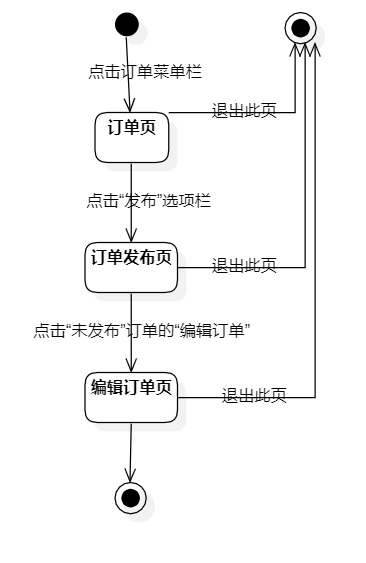 点击订单菜单栏
订单页
退出此页
点击“发布”选项栏
订单发布页
退出此页
点击“未发布”订单的“编辑订单”
编辑订单页
退出此页